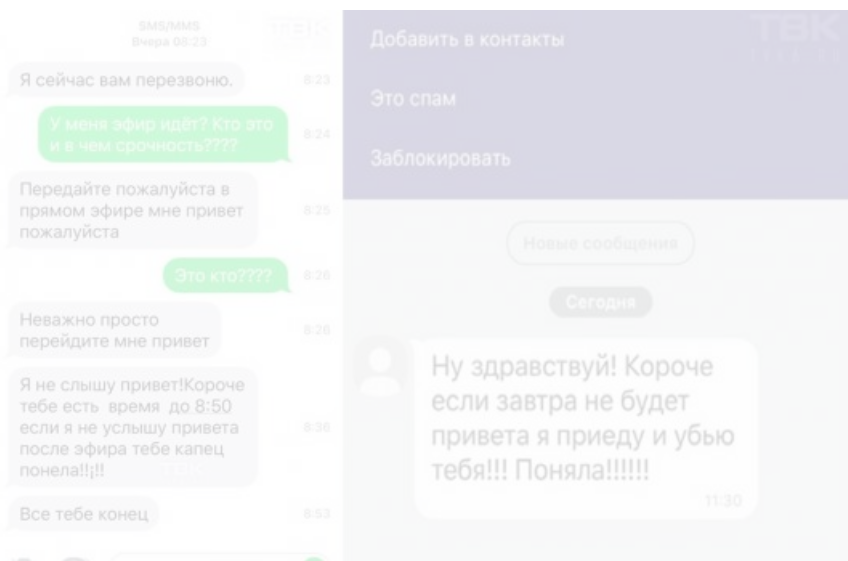 SMS/MMS
Вчера 08:23
ТВК
Я сейчас вам перезвоню.
8:23
У меня эфир идёт? Кто это
и в чем срочность????
8:24
Передайте пожалуйста в
прямом эфире мне привет
пожалуйста
8:25
Это кто????
8:26
Неважно просто
перейдите мне привет
8:26
Я не слышу привет!Короче
тебе есть время до 8:50
если я не услышу привета
после эфира тебе капец
понела!!¡!!
8:36
ТВК
Все тебе конец
8:53
Добавить в контакты
ТВК
Это спам
Заблокировать
Новые сообщения
Сегодня
Ну здравствуй! Короче
если завтра не будет
привета я приеду и убью
тебя!!! Поняла!!!!!!
11:30